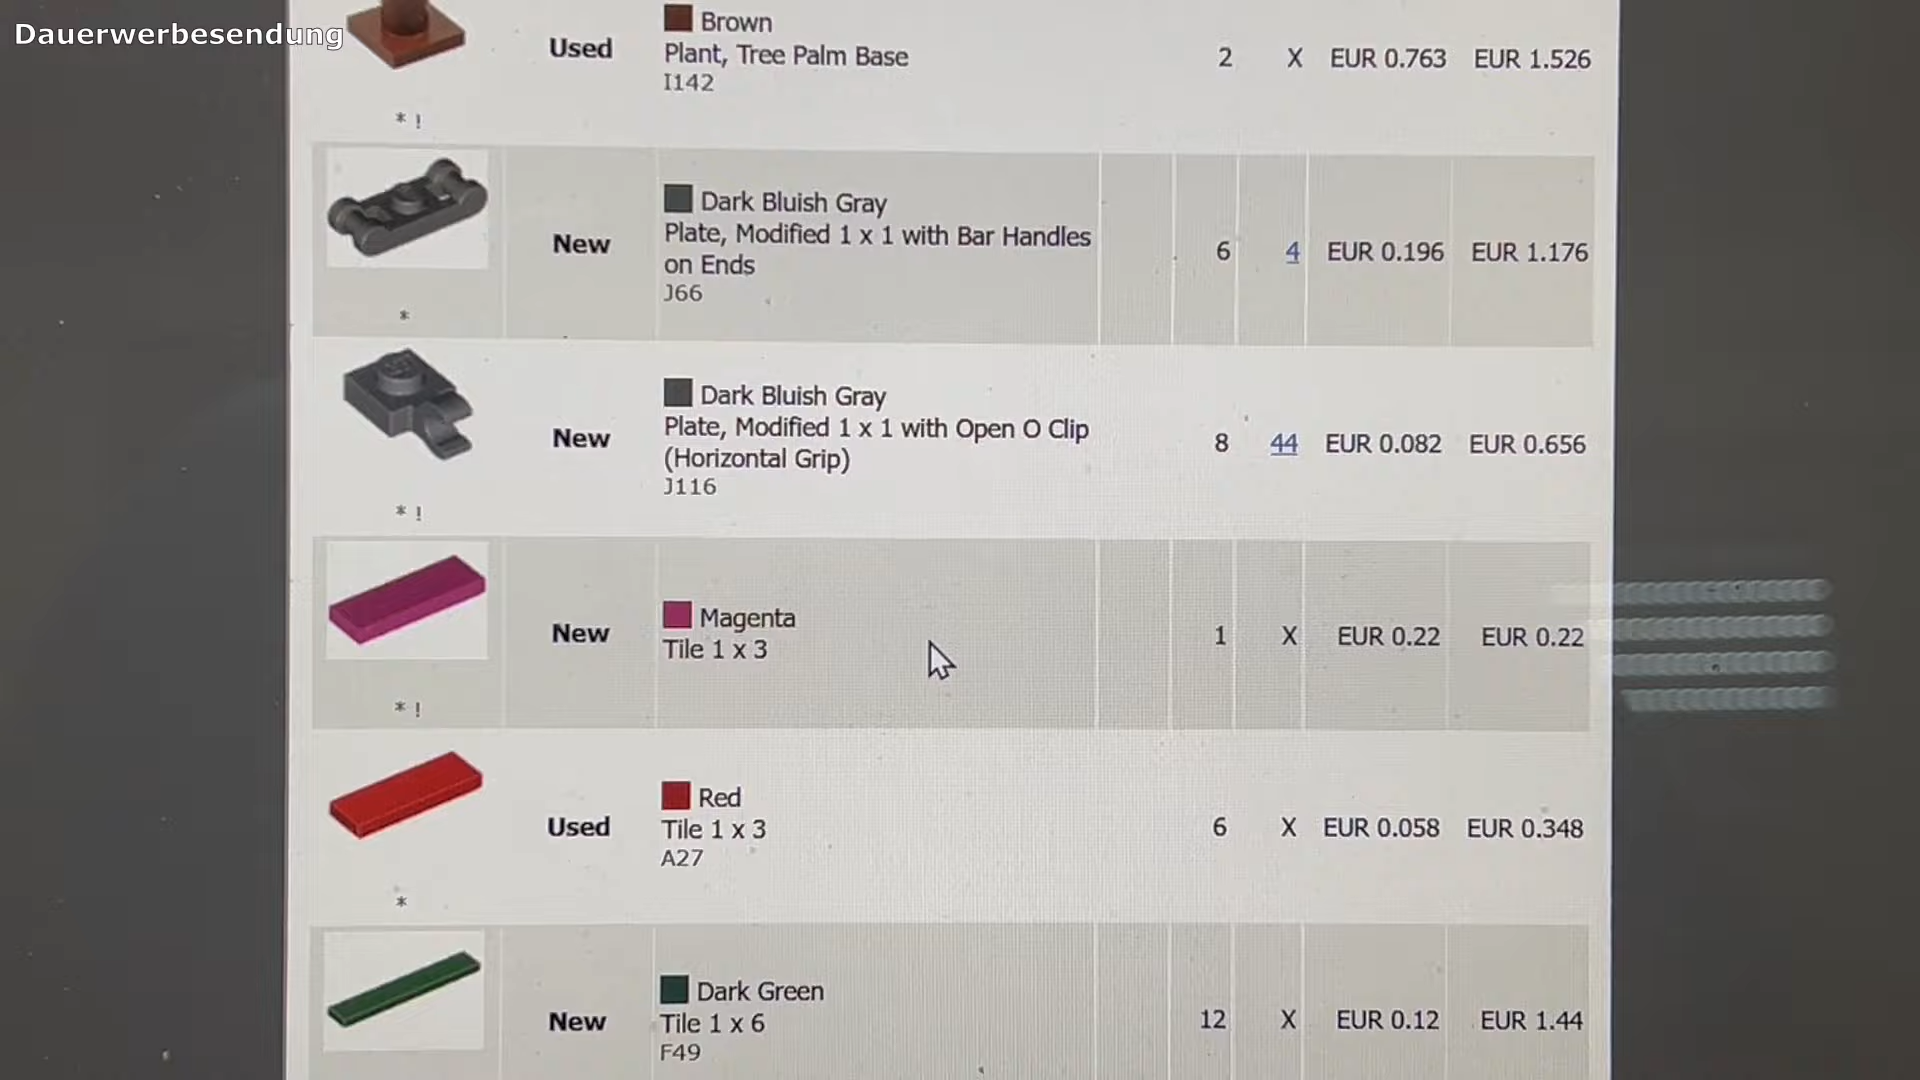 Dauerwerbesendung
Used
Brown
Plant, Tree Palm Base
I142
2 X EUR 0.763 EUR 1.526
* !
New
Dark Bluish Gray
Plate, Modified 1 x 1 with Bar Handles
on Ends
J66
6 4 EUR 0.196 EUR 1.176
*
New
Dark Bluish Gray
Plate, Modified 1 x 1 with Open O Clip
(Horizontal Grip)
J116
8 44 EUR 0.082 EUR 0.656
* !
New
Magenta
Tile 1 x 3
1 X EUR 0.22 EUR 0.22
* !
Used
Red
Tile 1 x 3
A27
6 X EUR 0.058 EUR 0.348
*
New
Dark Green
Tile 1 x 6
F49
12 X EUR 0.12 EUR 1.44